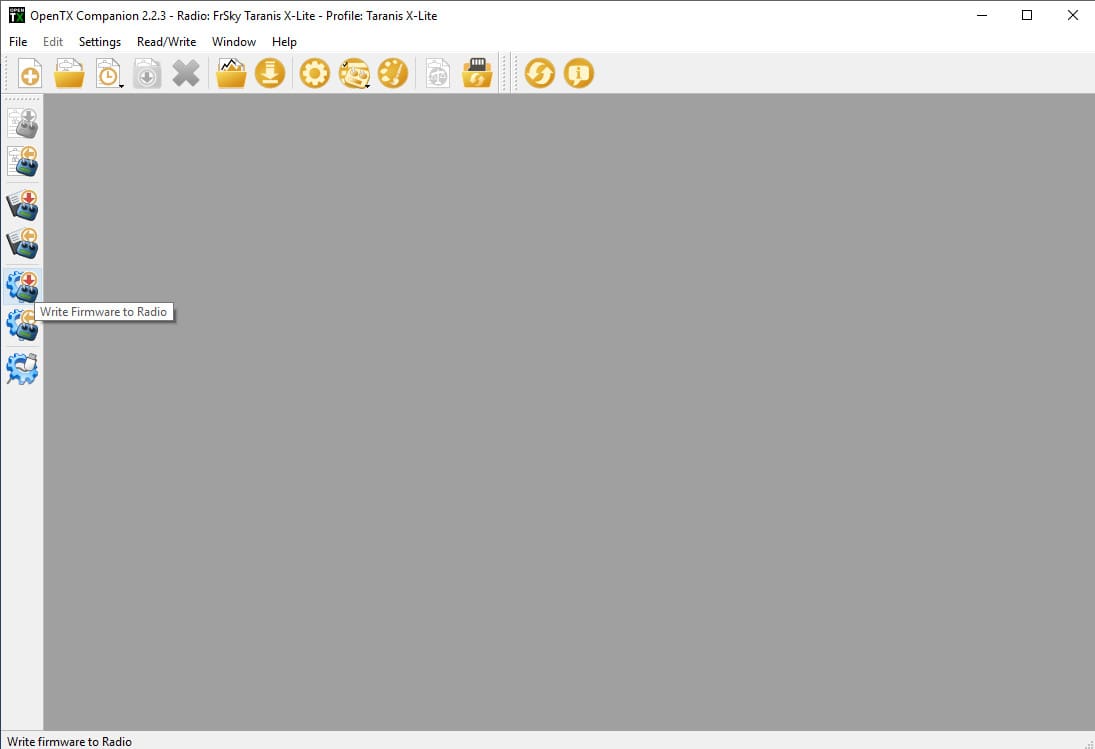 OPEN
TX
OpenTX Companion 2.2.3 - Radio: FrSky Taranis X-Lite - Profile: Taranis X-Lite
File Edit Settings Read/Write Window Help
Write Firmware to Radio
Write firmware to Radio